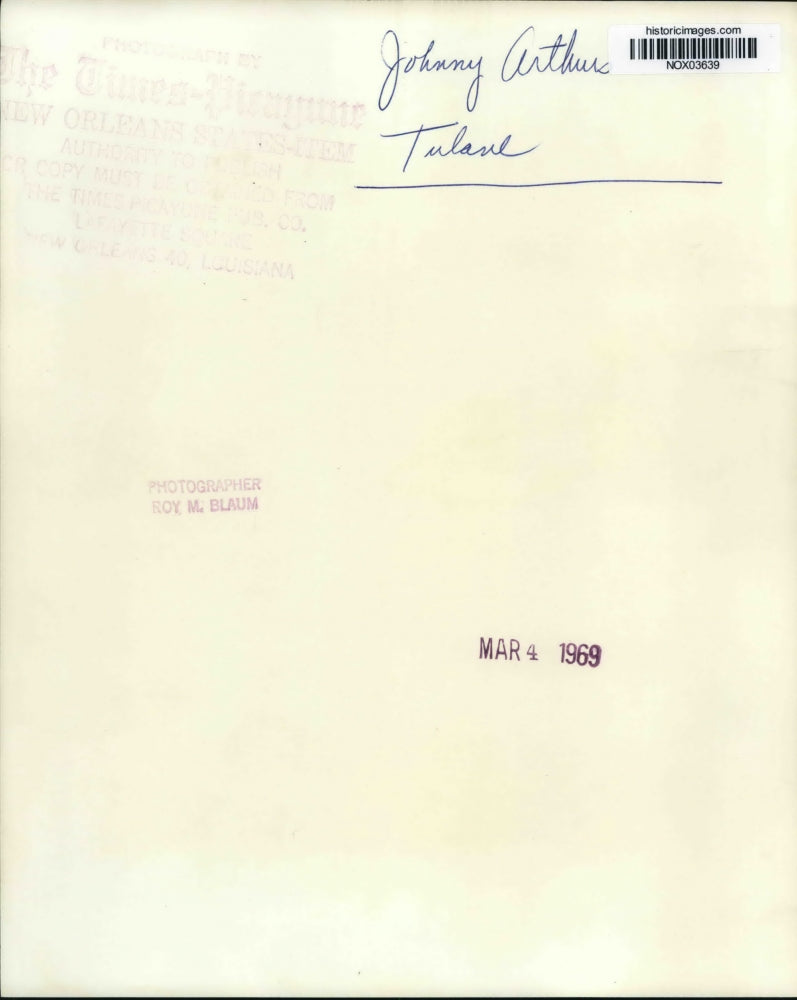 historicimages.com
NOX03639
Johnny Arthurs
Tulane
PHOTOGRAPH BY
The Times-Picayune
NEW ORLEANS STATES-ITEM
AUTHORITY TO PUBLISH
OR COPY MUST BE OBTAINED FROM
THE TIMES PICAYUNE PUB. CO.
LAFAYETTE SQUARE
NEW ORLEANS 40, LOUISIANA
PHOTOGRAPHER
ROY M. BLAUM
MAR 4 1969